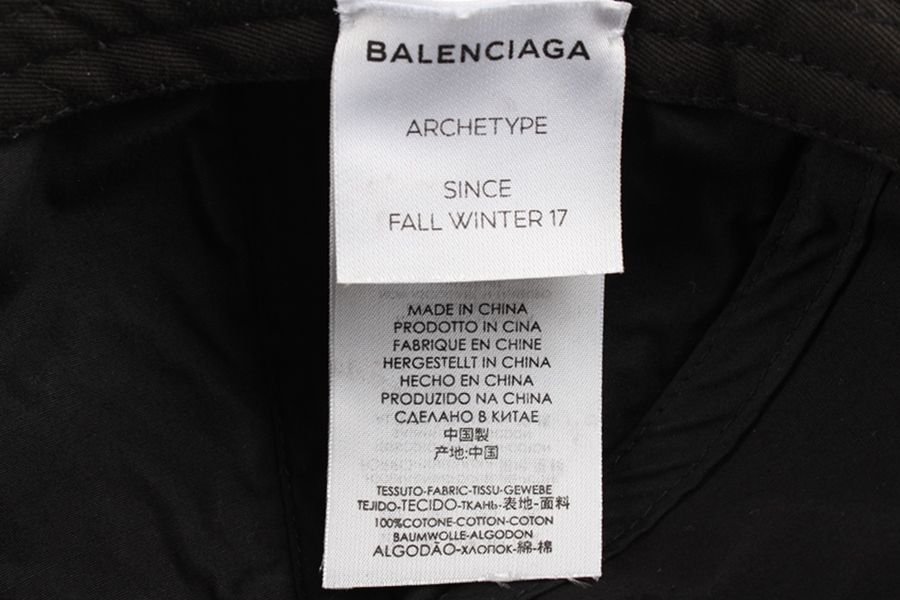 BALENCIAGA
ARCHETYPE
SINCE
FALL WINTER 17
MADE IN CHINA
PRODOTTO IN CINA
FABRIQUE EN CHINE
HERGESTELLT IN CHINA
HECHO EN CHINA
PRODUZIDO NA CHINA
СДЕЛАНО В КИТАЕ
中国製
产地:中国
TESSUTO-FABRIC-TISSU-GEWEBE
TEJIDO-TECIDO-ТКАНЬ-表地-面料
100%COTONE-COTTON-COTON
BAUMWOLLE-ALGODON
ALGODÃO-ХЛОПОК-綿-棉